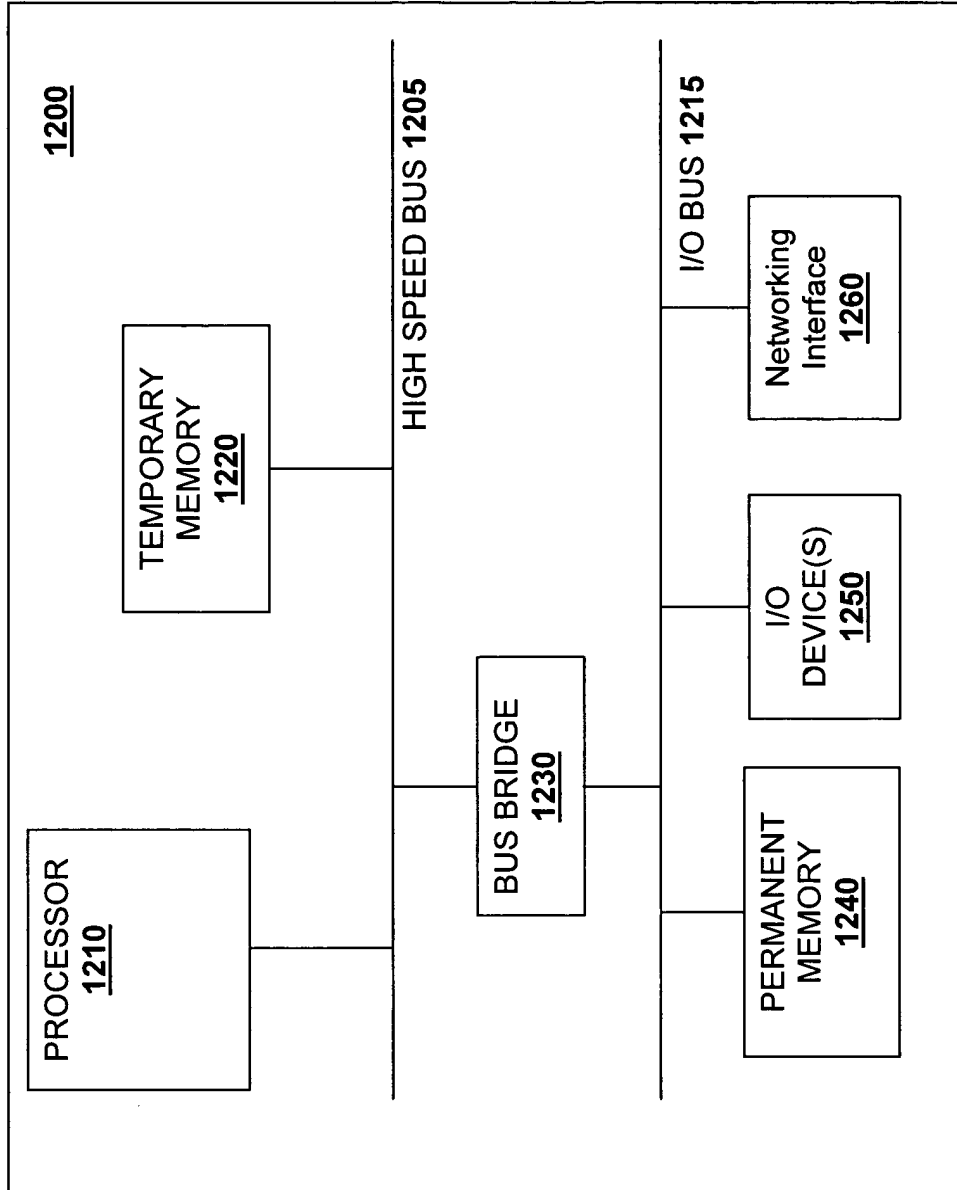 1200
PROCESSOR
1210
TEMPORARY
MEMORY
1220
HIGH SPEED BUS 1205
BUS BRIDGE
1230
I/O BUS 1215
PERMANENT
MEMORY
1240
I/O
DEVICE(S)
1250
Networking
Interface
1260